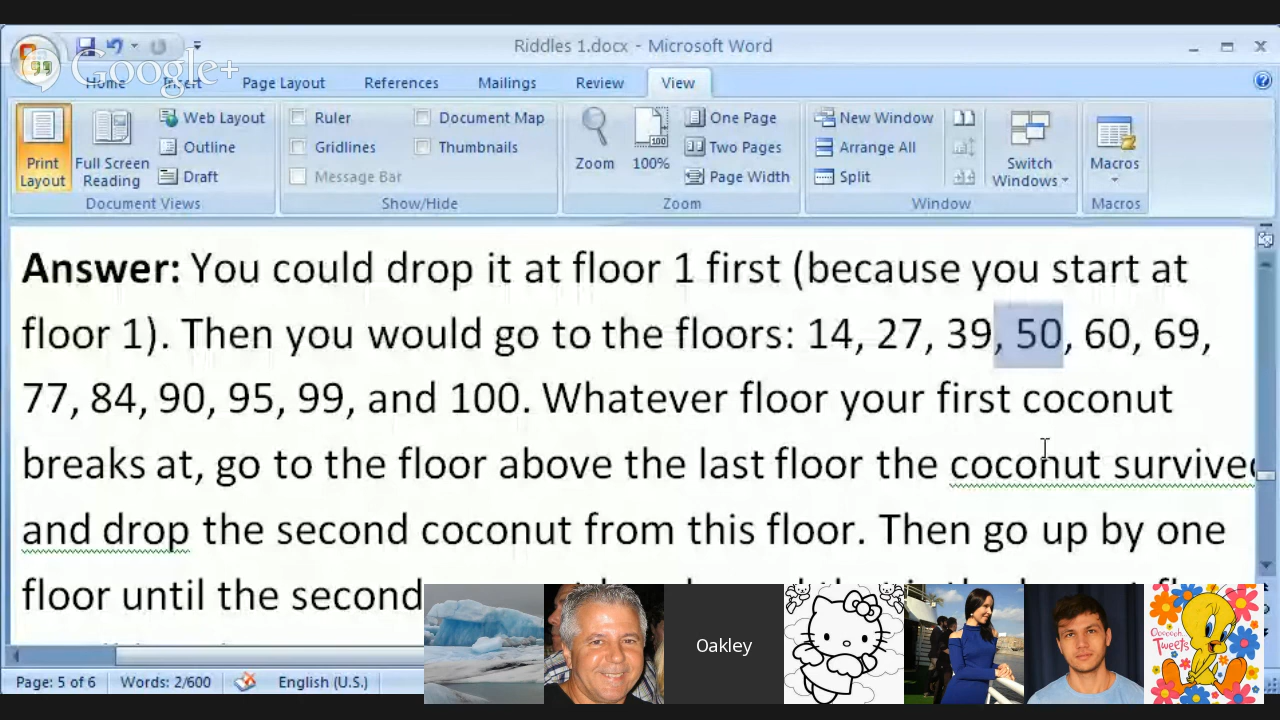 Riddles 1.docx - Microsoft Word
Google+
Home Insert Page Layout References Mailings Review View
Print Layout
Full Screen Reading
Web Layout
Outline
Draft
Document Views
Ruler
Gridlines
Message Bar
Document Map
Thumbnails
Show/Hide
Zoom
100
100%
One Page
Two Pages
Page Width
Zoom
New Window
Arrange All
Split
Switch Windows
Window
Macros
Macros
Answer: You could drop it at floor 1 first (because you start at
floor 1). Then you would go to the floors: 14, 27, 39, 50, 60, 69,
77, 84, 90, 95, 99, and 100. Whatever floor your first coconut
breaks at, go to the floor above the last floor the coconut survived
and drop the second coconut from this floor. Then go up by one
floor until the second
Oakley
Tweets
Page: 5 of 6 Words: 2/600 English (U.S.)